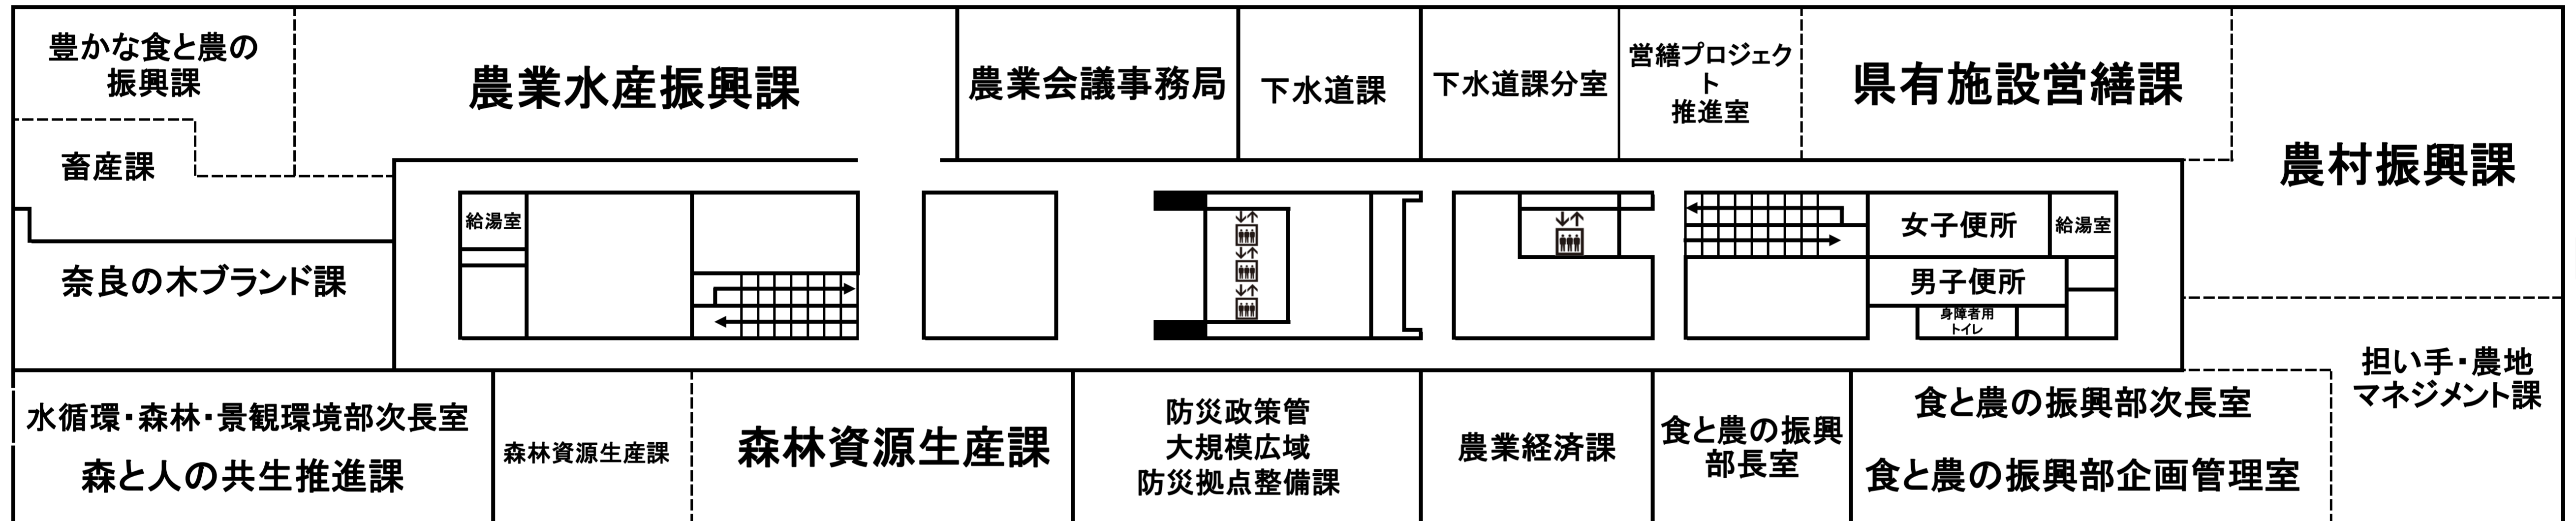 豊かな食と農の
振興課
農業水産振興課
農業会議事務局
下水道課
下水道課分室
営繕プロジェク
ト
推進室
県有施設営繕課
農村振興課
畜産課
奈良の木ブランド課
給湯室
女子便所
給湯室
男子便所
身障者用
トイレ
担い手・農地
マネジメント課
水循環・森林・景観環境部次長室
森と人の共生推進課
森林資源生産課
森林資源生産課
防災政策管
大規模広域
防災拠点整備課
農業経済課
食と農の振興
部長室
食と農の振興部次長室
食と農の振興部企画管理室